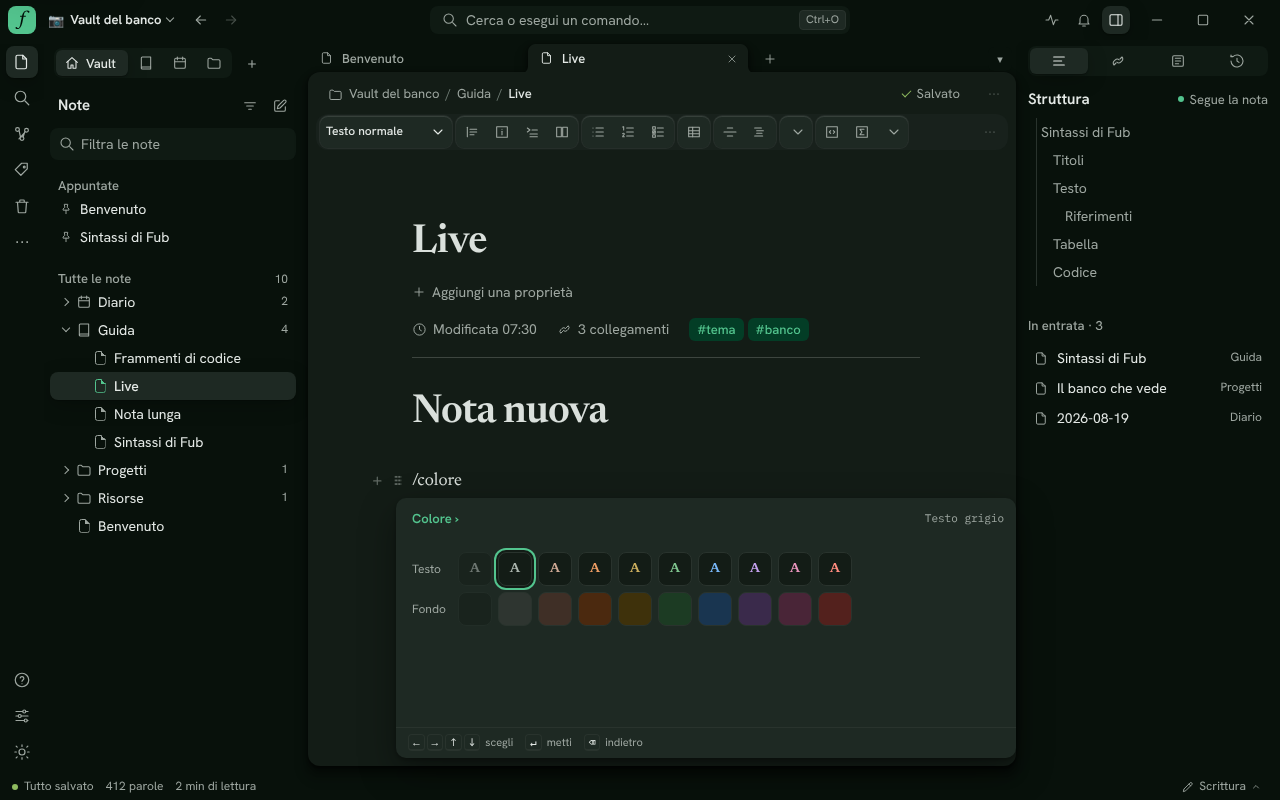 f
Vault del banco
Cerca o esegui un comando…
Ctrl+O
Vault
Note
Filtra le note
Appuntate
Benvenuto
Sintassi di Fub
Tutte le note 10
Diario 2
Guida 4
Frammenti di codice
Live
Nota lunga
Sintassi di Fub
Progetti 1
Risorse 1
Benvenuto
Benvenuto
Live
Vault del banco / Guida / Live
Salvato
Testo normale
Live
Aggiungi una proprietà
Modificata 07:30
3 collegamenti
#tema
#banco
Nota nuova
/colore
Colore ›
Testo grigio
Testo A A A A A A A A A A
Fondo
← → ↑ ↓ scegli ↵ metti ⌫ indietro
Struttura
Segue la nota
Sintassi di Fub
Titoli
Testo
Riferimenti
Tabella
Codice
In entrata · 3
Sintassi di Fub Guida
Il banco che vede Progetti
2026-08-19 Diario
Tutto salvato
412 parole
2 min di lettura
Scrittura